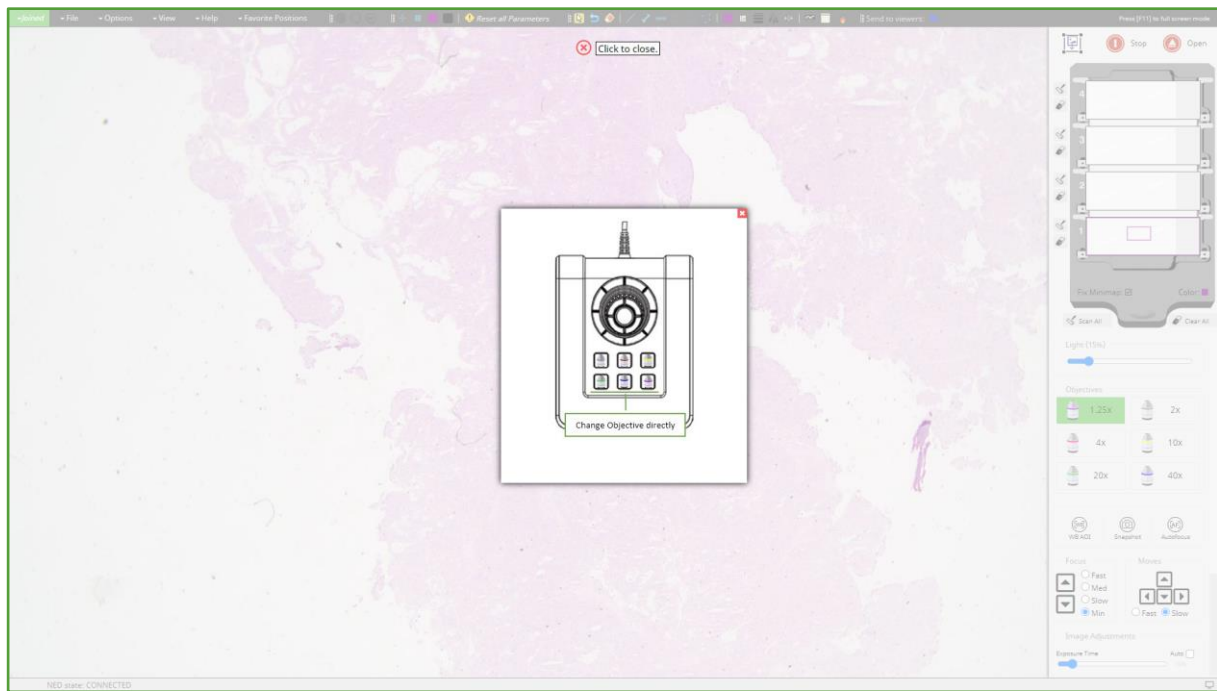 File
Options
View
Help
Favorite Positions
Reset all Parameters
Send to viewers:
Press [F11] to full screen mode
Click to close.
Stop
Open
4
3
2
1
Fix Minimap:
Color:
Scan All
Clear All
Light (15%)
Objectives
1.25x
2x
4x
10x
20x
40x
WB AOI
Snapshot
Autofocus
Focus
Moves
Fast
Med
Slow
Min
Fast
Slow
Image Adjustments
Exposure Time
Auto
Change Objective directly
NED state: CONNECTED